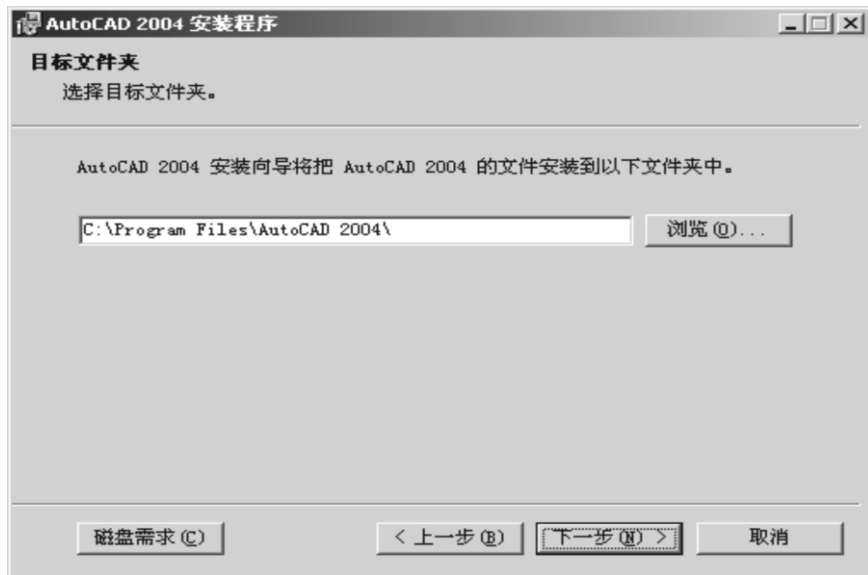 AutoCAD 2004 安装程序
目标文件夹
选择目标文件夹。
AutoCAD 2004 安装向导将把 AutoCAD 2004 的文件安装到以下文件夹中。
C:\Program Files\AutoCAD 2004\
浏览(O)...
磁盘需求(C)
< 上一步(B)
下一步(N) >
取消